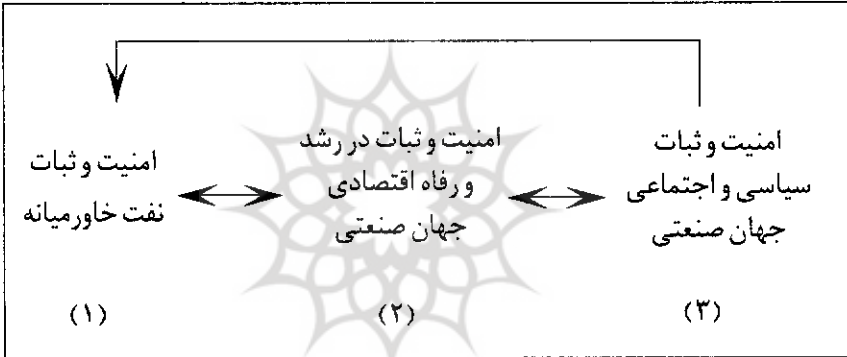 امنیت و ثبات
سیاسی و اجتماعی
جهان صنعتی
(۳)
امنیت و ثبات در رشد
و رفاه اقتصادی
جهان صنعتی
(۲)
امنیت و ثبات
نفت خاورمیانه
(۱)